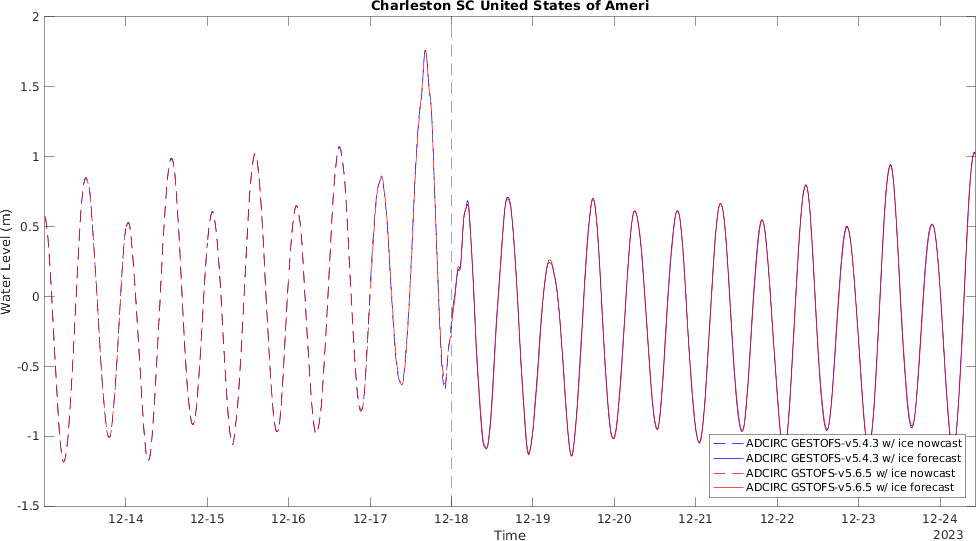 Charleston SC United States of Ameri
2
1.5
1
0.5
0
-0.5
-1
-1.5
Water Level (m)
ADCIRC GESTOFS-v5.4.3 w/ ice nowcast
ADCIRC GESTOFS-v5.4.3 w/ ice forecast
ADCIRC GSTOFS-v5.6.5 w/ ice nowcast
ADCIRC GSTOFS-v5.6.5 w/ ice forecast
12-14 12-15 12-16 12-17 12-18 12-19 12-20 12-21 12-22 12-23 12-24
Time
2023